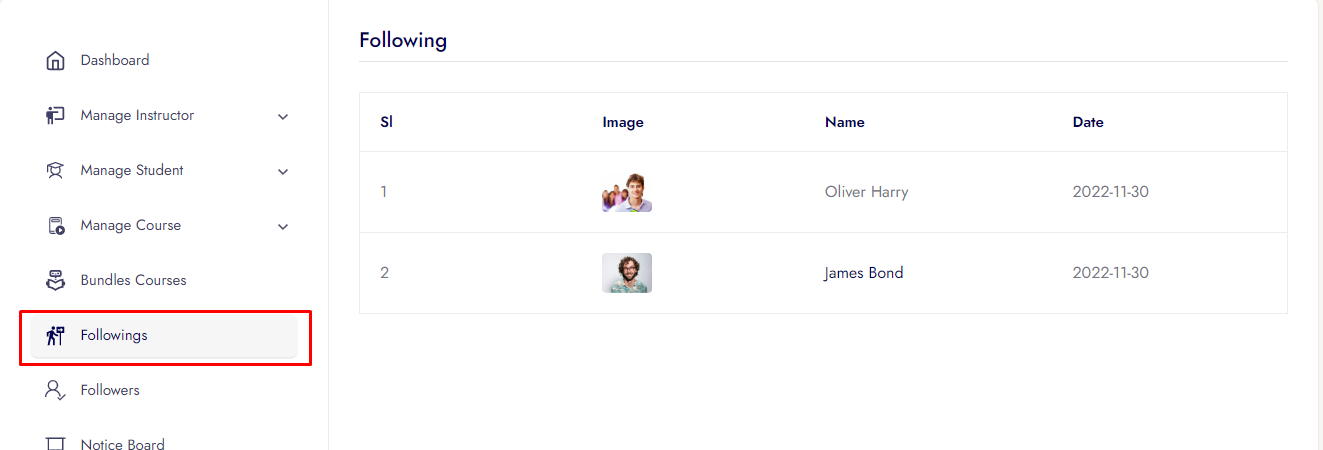 Dashboard
Manage Instructor
Manage Student
Manage Course
Bundles Courses
Followings
Followers
Notice Board
Following
Sl Image Name Date
1 Oliver Harry 2022-11-30
2 James Bond 2022-11-30